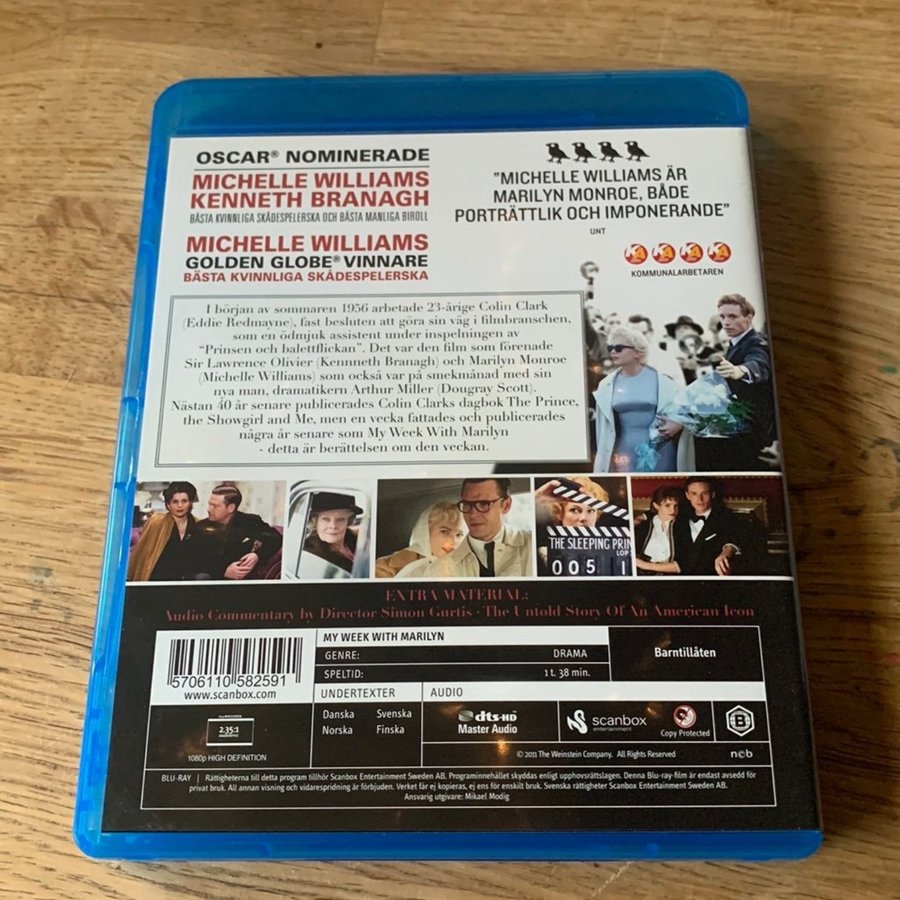 OSCAR® NOMINERADE
MICHELLE WILLIAMS
KENNETH BRANAGH
BÄSTA KVINNLIGA SKÅDESPELERSKA OCH BÄSTA MANLIGA BIROLL
MICHELLE WILLIAMS
GOLDEN GLOBE® VINNARE
BÄSTA KVINNLIGA SKÅDESPELERSKA
"MICHELLE WILLIAMS ÄR
MARILYN MONROE, BÅDE
PORTRÄTTLIK OCH IMPONERANDE"
UNT
KA KA KA KA
KOMMUNALARBETAREN
I början av sommaren 1956 arbetade 23-årige Colin Clark
(Eddie Redmayne), fast besluten att göra sin väg i filmbranschen,
som en ödmjuk assistent under inspelningen av
"Prinsen och balettflickan". Det var den film som förenade
Sir Lawrence Olivier (Kemmneth Branagh) och Marilyn Monroe
(Michelle Williams) som också var på smekmånad med sin
nya man, dramatikern Arthur Miller (Dougray Scott).
Nästan 40 år senare publicerades Colin Clarks dagbok The Prince,
the Showgirl and Me, men en vecka fattades och publicerades
några år senare som My Week With Marilyn
- detta är berättelsen om den veckan.
THE SLEEPING PRIN
LOP
005 1
EXTRA MATERIAL:
Audio Commentary by Director Simon Curtis - The Untold Story Of An American Icon
5706110 582591
www.scanbox.com
MY WEEK WITH MARILYN
GENRE: DRAMA
SPELTID: 1 t. 38 min.
Barntillåten
UNDERTEXTER
AUDIO
Danska Svenska
Norska Finska
2.35:1
1080p HIGH DEFINITION
dts-HD
Master Audio
scanbox
entertainment
Copy Protected
B
© 2011 The Weinstein Company. All Rights Reserved
ncb
BLU-RAY | Rättigheterna till detta program tillhör Scanbox Entertainment Sweden AB. Programinnehållet skyddas enligt upphovsrättslagen. Denna Blu-ray-film är endast avsedd för
privat bruk. All annan visning och vidarespridning är förbjuden. Verket får ej kopieras, ej ens för enskilt bruk. Svenska rättigheter Scanbox Entertainment Sweden AB.
Ansvarig utgivare: Mikael Modig